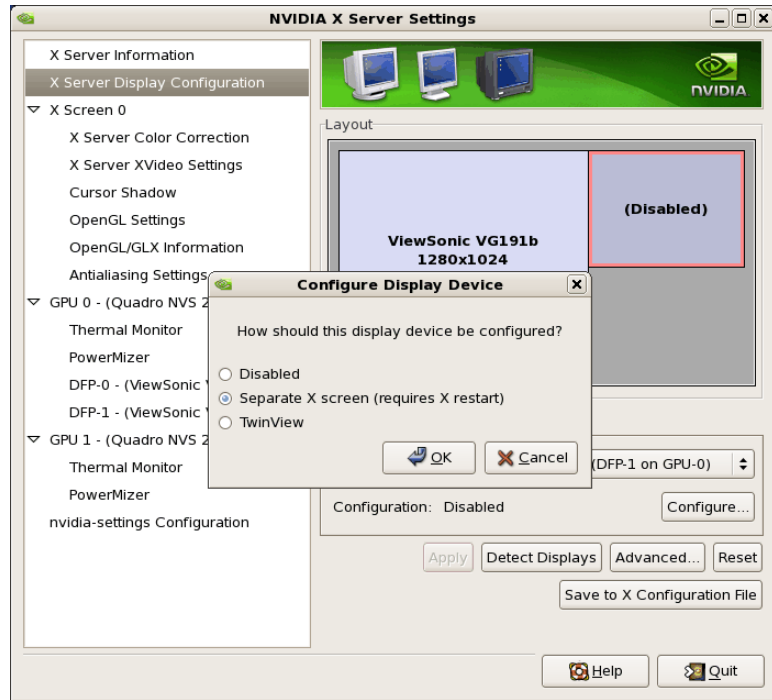 NVIDIA X Server Settings
X Server Information
X Server Display Configuration
X Screen 0
X Server Color Correction
X Server XVideo Settings
Cursor Shadow
OpenGL Settings
OpenGL/GLX Information
Antialiasing Settings
GPU 0 - (Quadro NVS 2
Thermal Monitor
PowerMizer
DFP-0 - (ViewSonic
DFP-1 - (ViewSonic
GPU 1 - (Quadro NVS 2
Thermal Monitor
PowerMizer
nvidia-settings Configuration
NVIDIA
Layout
ViewSonic VG191b
1280x1024
(Disabled)
Configure Display Device
How should this display device be configured?
Disabled
Separate X screen (requires X restart)
TwinView
OK
Cancel
(DFP-1 on GPU-0)
Configuration: Disabled
Configure...
Apply
Detect Displays
Advanced...
Reset
Save to X Configuration File
Help
Quit